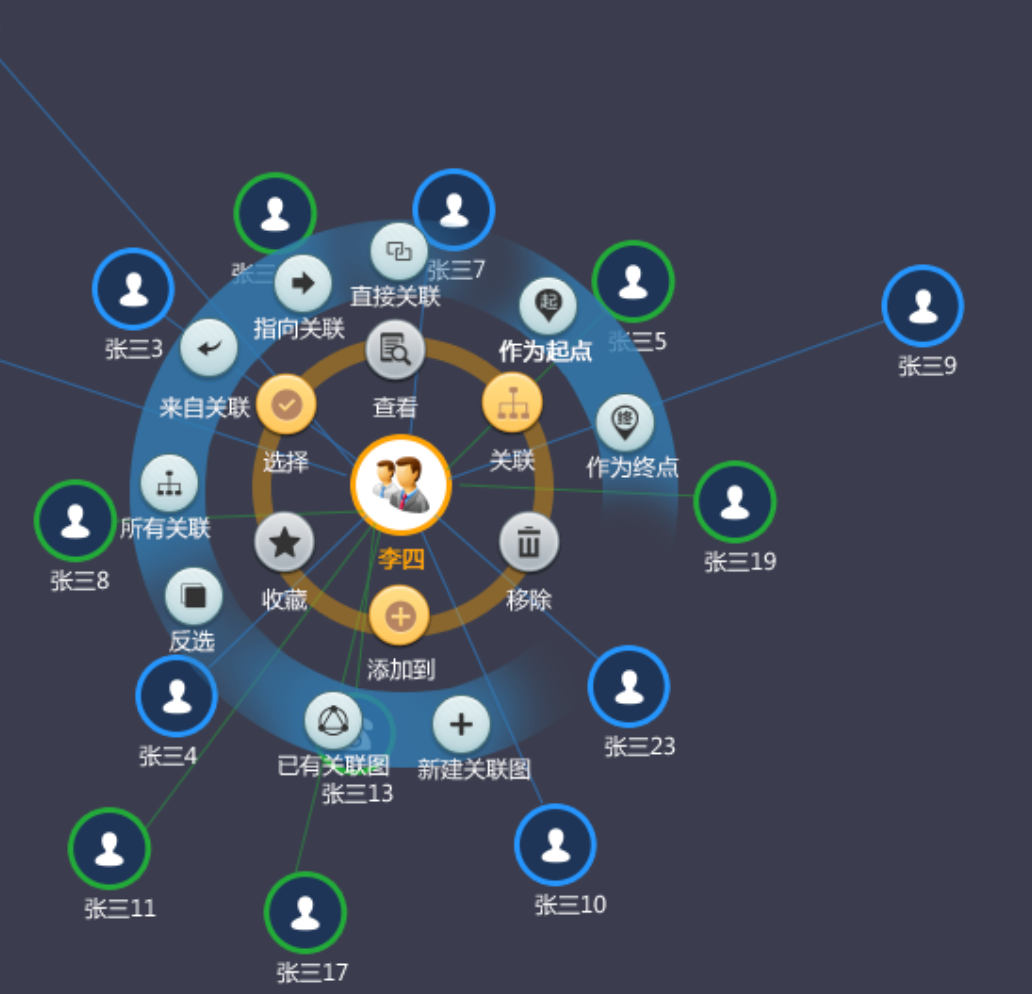 张三7
张三
直接关联
指向关联
张三5
张三3
作为起点
起
张三9
来自关联
查看
选择
关联
终
作为终点
所有关联
李四
张三19
张三8
收藏
移除
反选
添加到
张三23
张三4
已有关联图
新建关联图
张三13
张三11
张三10
张三17